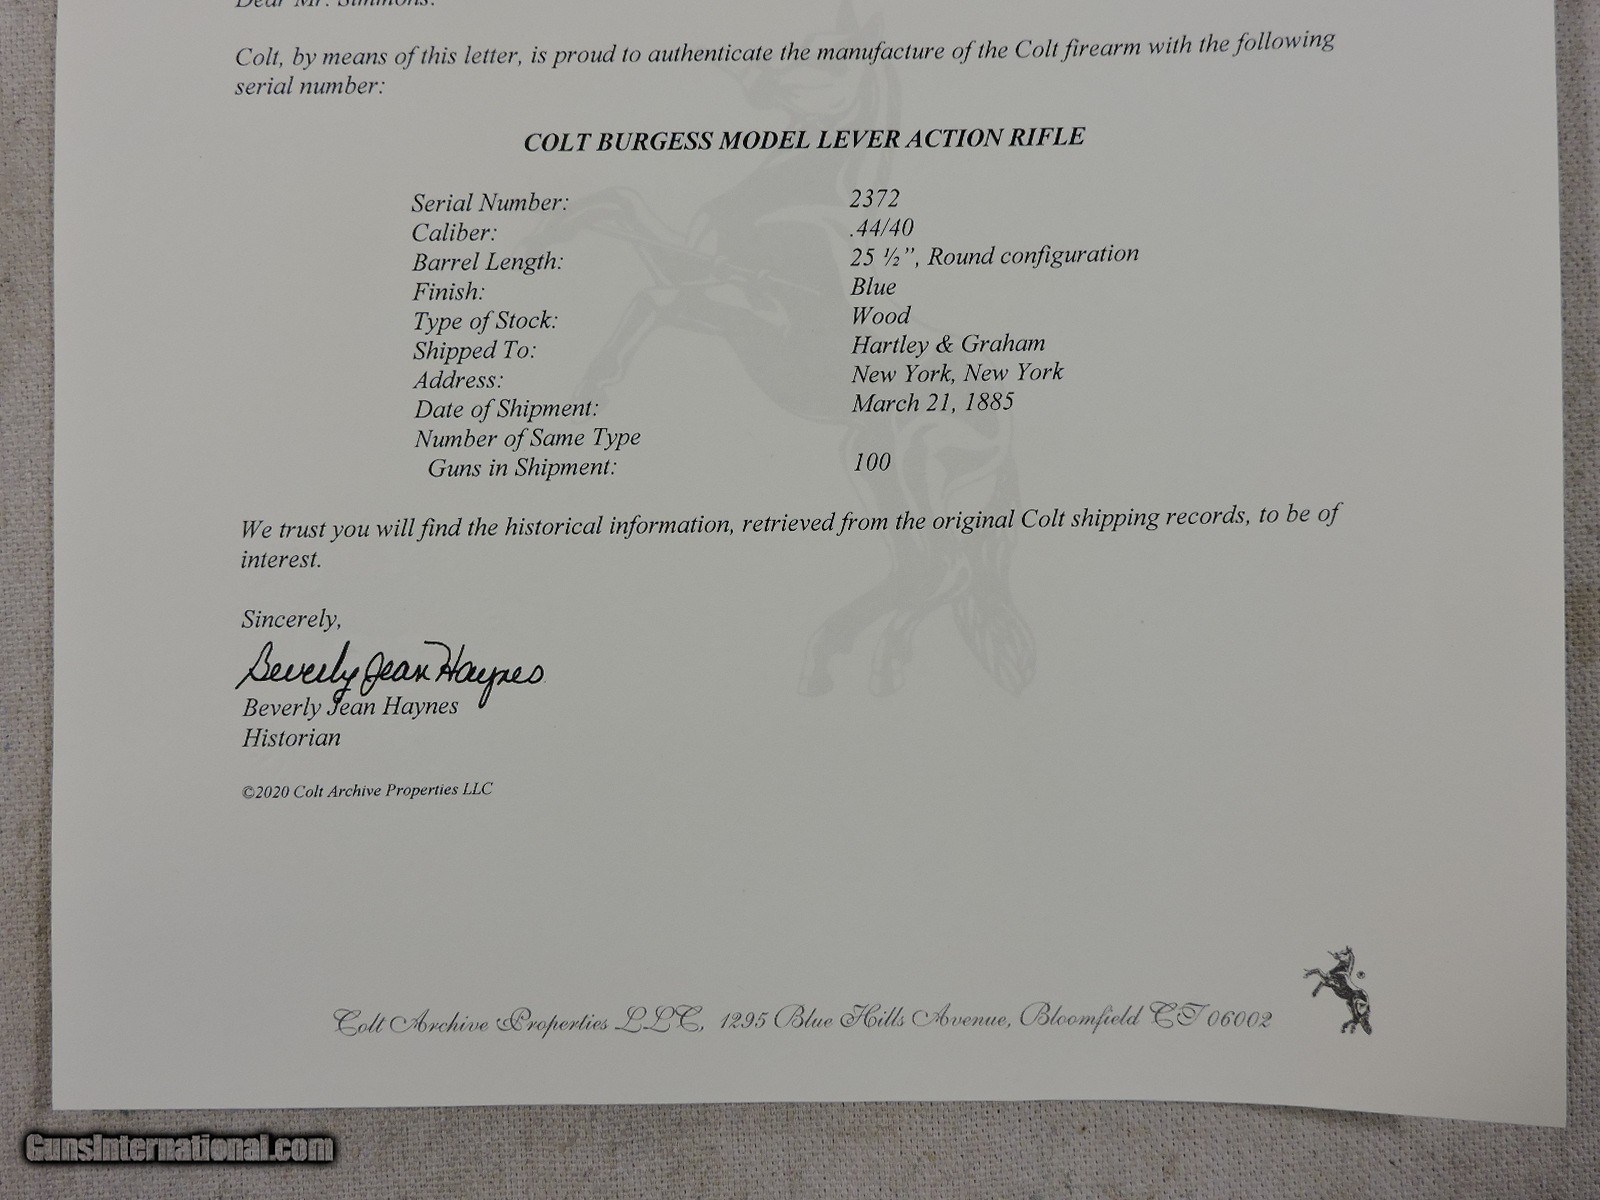 Dear Mr. Simmons:
Colt, by means of this letter, is proud to authenticate the manufacture of the Colt firearm with the following
serial number:
COLT BURGESS MODEL LEVER ACTION RIFLE
Serial Number: 2372
Caliber: .44/40
Barrel Length: 25 ½”, Round configuration
Finish: Blue
Type of Stock: Wood
Shipped To: Hartley & Graham
Address: New York, New York
Date of Shipment: March 21, 1885
Number of Same Type
Guns in Shipment: 100
We trust you will find the historical information, retrieved from the original Colt shipping records, to be of
interest.
Sincerely,
Beverly Jean Haynes
Beverly Jean Haynes
Historian
©2020 Colt Archive Properties LLC
Colt Archive Properties LLC, 1295 Blue Hills Avenue, Bloomfield CT 06002
®
GunsInternational.com